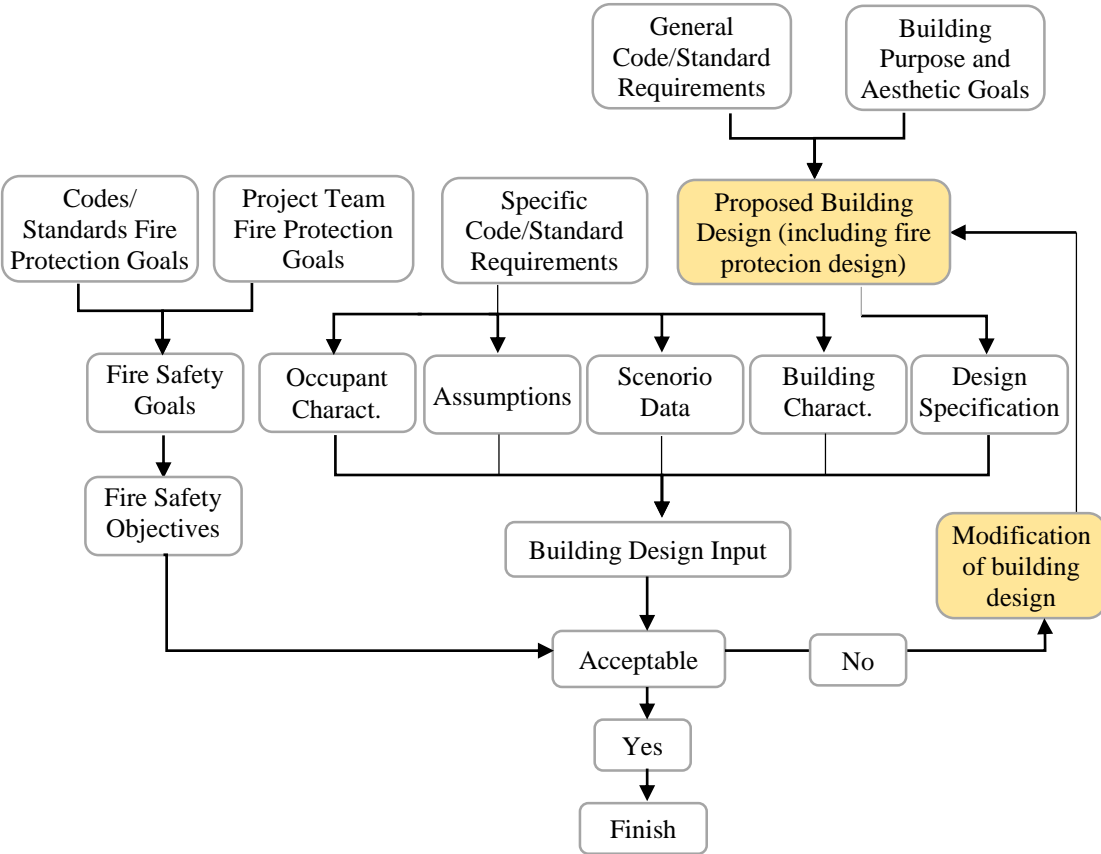 General
Code/Standard
Requirements
Building
Purpose and
Aesthetic Goals
Codes/
Standards Fire
Protection Goals
Project Team
Fire Protection
Goals
Specific
Code/Standard
Requirements
Proposed Building
Design (including fire
protecion design)
Fire Safety
Goals
Occupant
Charact.
Assumptions
Scenorio
Data
Building
Charact.
Design
Specification
Fire Safety
Objectives
Building Design Input
Modification
of building
design
Acceptable
No
Yes
Finish